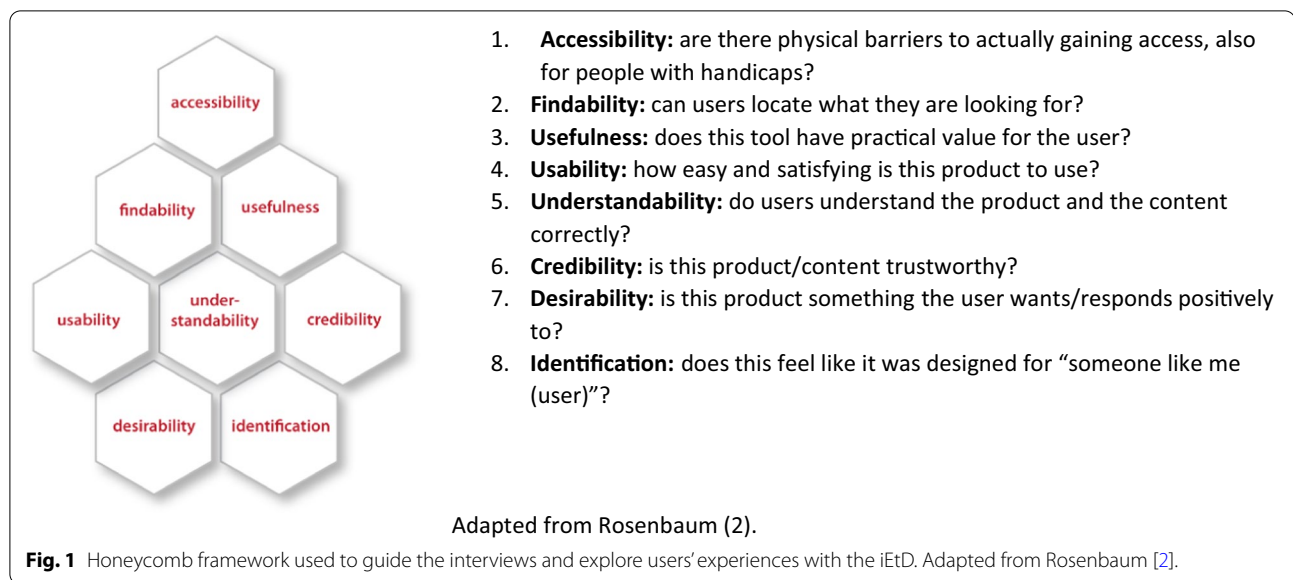 accessibility
findability
usefulness
usability
under-
standability
credibility
desirability
identification
1. Accessibility: are there physical barriers to actually gaining access, also
for people with handicaps?
2. Findability: can users locate what they are looking for?
3. Usefulness: does this tool have practical value for the user?
4. Usability: how easy and satisfying is this product to use?
5. Understandability: do users understand the product and the content
correctly?
6. Credibility: is this product/content trustworthy?
7. Desirability: is this product something the user wants/responds positively
to?
8. Identification: does this feel like it was designed for “someone like me
(user)”?
Adapted from Rosenbaum (2).
Fig. 1 Honeycomb framework used to guide the interviews and explore users’ experiences with the iEtD. Adapted from Rosenbaum [2].